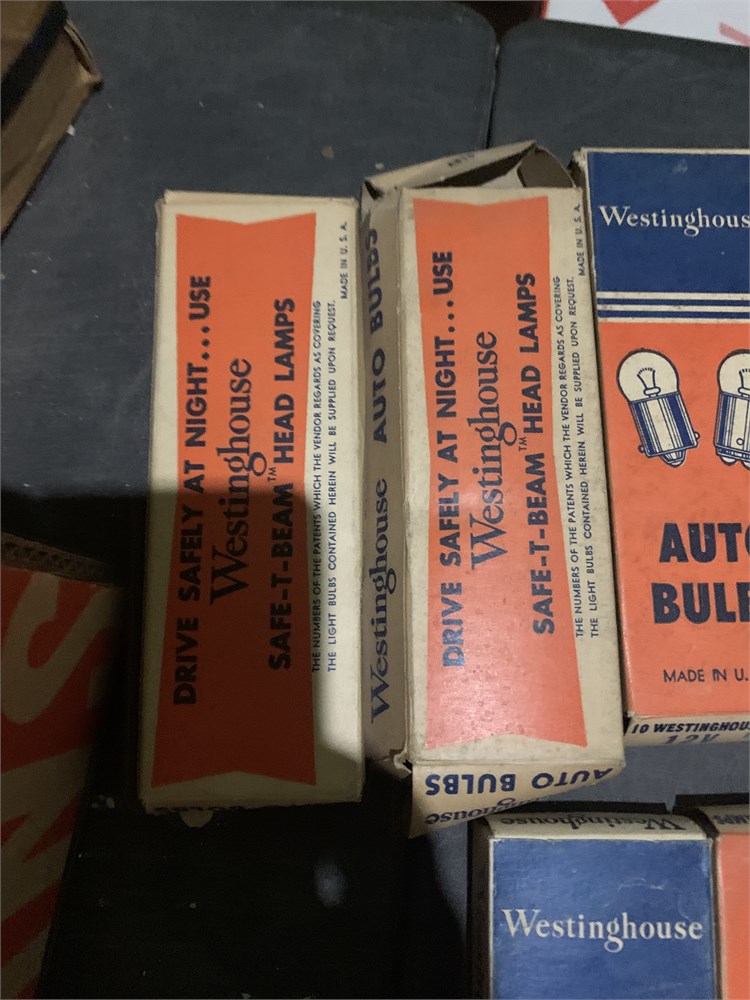 DRIVE SAFELY AT NIGHT...USE
Westinghouse
SAFE-T-BEAM™ HEAD LAMPS
THE NUMBERS OF THE PATENTS WHICH THE VENDOR REGARDS AS COVERING
THE LIGHT BULBS CONTAINED HEREIN WILL BE SUPPLIED UPON REQUEST.
MADE IN U.S.A.
Westinghouse AUTO BULBS
DRIVE SAFELY AT NIGHT...USE
Westinghouse
SAFE-T-BEAM™ HEAD LAMPS
THE NUMBERS OF THE PATENTS WHICH THE VENDOR REGARDS AS COVERING
THE LIGHT BULBS CONTAINED HEREIN WILL BE SUPPLIED UPON REQUEST.
MADE IN U.S.A.
AUTO BULBS
Westinghous
AUTO
BUL
MADE IN U.
10 WESTINGHOUS
12V
Westinghouse
Westinghouse